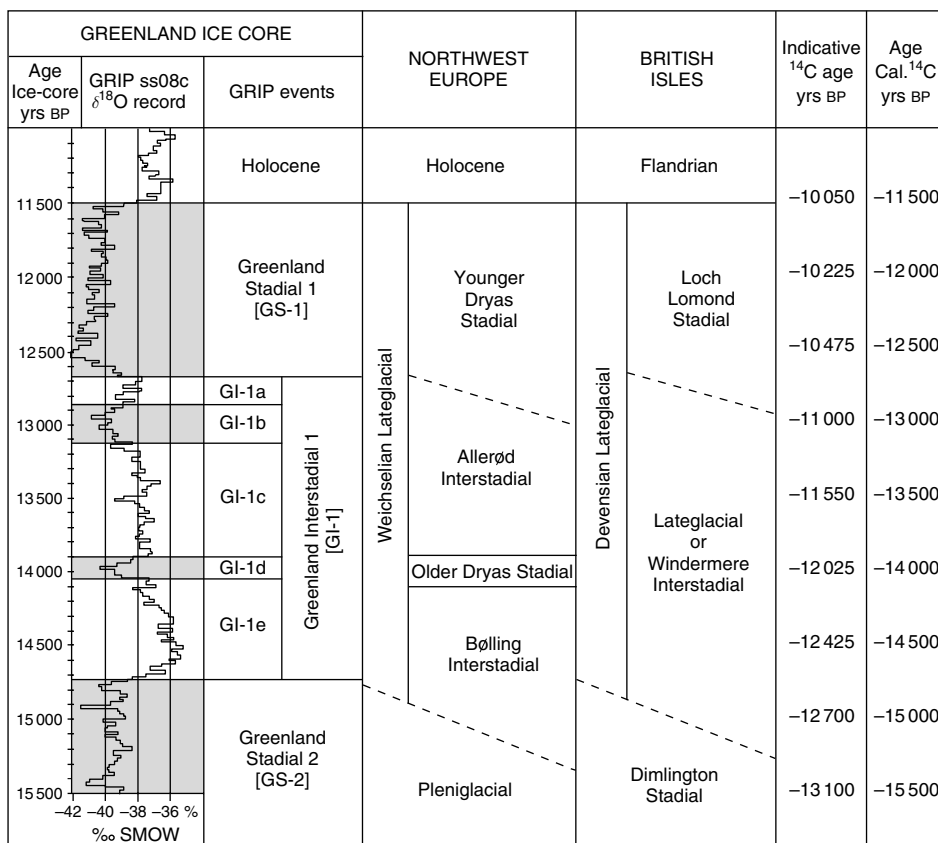 GREENLAND ICE CORE
NORTHWEST
EUROPE
BRITISH
ISLES
Indicative
¹⁴C age
yrs BP
Age
Cal.¹⁴C
yrs BP
Age
Ice-core
yrs BP
GRIP ss08c
δ¹⁸O record
GRIP events
Holocene
Holocene
Flandrian
11 500
12 000
12 500
13 000
13 500
14 000
14 500
15 000
15 500
Greenland
Stadial 1
[GS-1]
GI-1a
GI-1b
GI-1c
GI-1d
GI-1e
Greenland Interstadial 1
[GI-1]
Greenland
Stadial 2
[GS-2]
Weichselian Lateglacial
Younger
Dryas
Stadial
Allerød
Interstadial
Older Dryas Stadial
Bølling
Interstadial
Pleniglacial
Devensian Lateglacial
Loch
Lomond
Stadial
Lateglacial
or
Windermere
Interstadial
Dimlington
Stadial
–10 050
–10 225
–10 475
–11 000
–11 550
–12 025
–12 425
–12 700
–13 100
–11 500
–12 000
–12 500
–13 000
–13 500
–14 000
–14 500
–15 000
–15 500
–42 –40 –38 –36 %
‰ SMOW